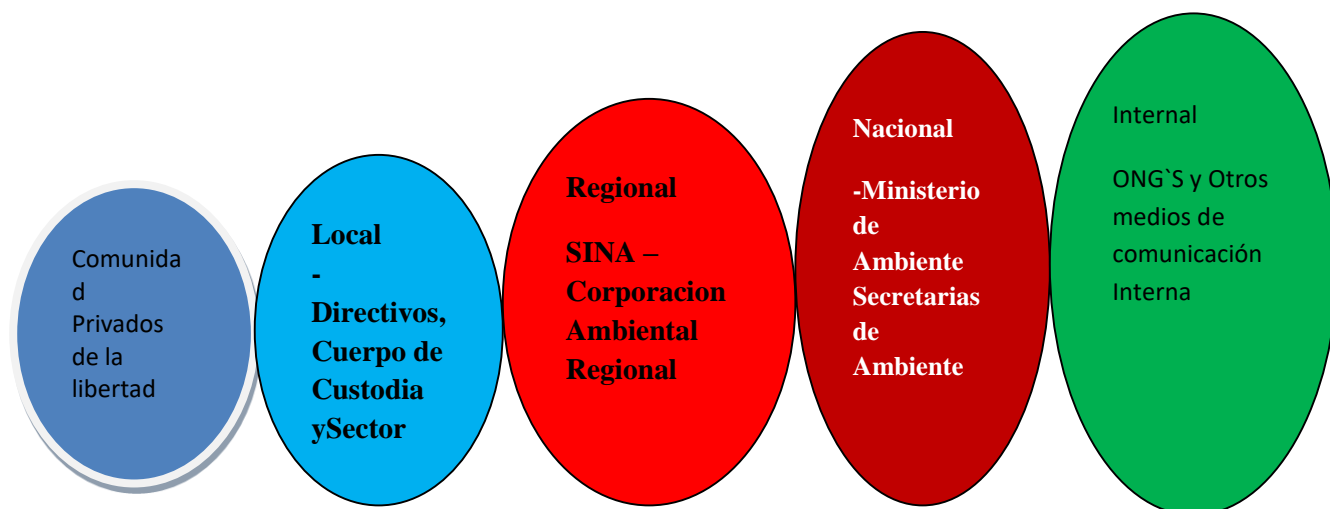 Comunida
d
Privados
de la
libertad
Local
-
Directivos,
Cuerpo de
Custodia
ySector
Regional
SINA –
Corporacion
Ambiental
Regional
Nacional
-Ministerio
de
Ambiente
Secretarias
de
Ambiente
Internal
ONG`S y Otros
medios de
comunicación
Interna